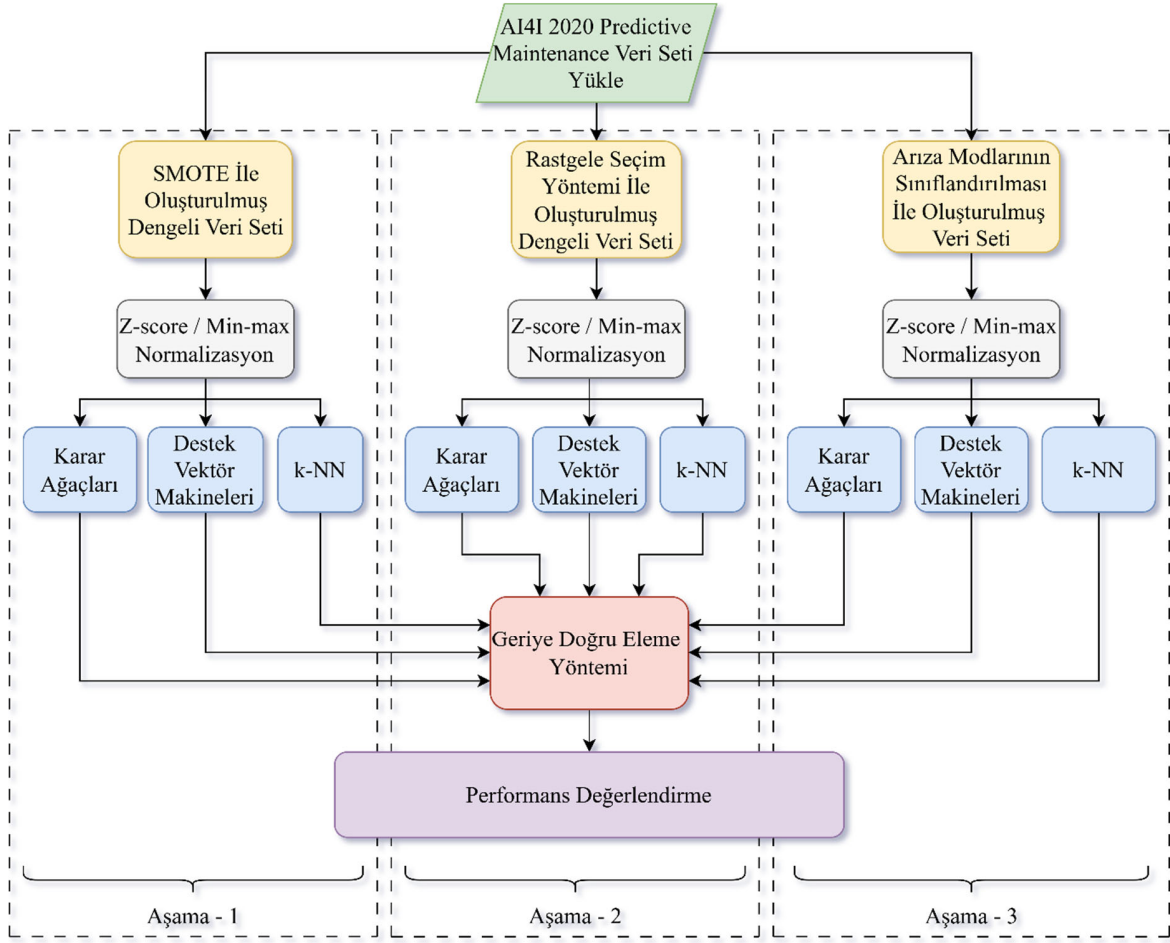 AI4I 2020 Predictive
Maintenance Veri Seti
Yükle
SMOTE İle
Oluşturulmuş
Dengeli Veri Seti
Rastgele Seçim
Yöntemi İle
Oluşturulmuş
Dengeli Veri Seti
Arıza Modlarının
Sınıflandırılması
İle Oluşturulmuş
Veri Seti
Z-score / Min-max
Normalizasyon
Z-score / Min-max
Normalizasyon
Z-score / Min-max
Normalizasyon
Karar
Ağaçları
Destek
Vektör
Makineleri
k-NN
Karar
Ağaçları
Destek
Vektör
Makineleri
k-NN
Karar
Ağaçları
Destek
Vektör
Makineleri
k-NN
Geriye Doğru Eleme
Yöntemi
Performans Değerlendirme
Aşama - 1
Aşama - 2
Aşama - 3